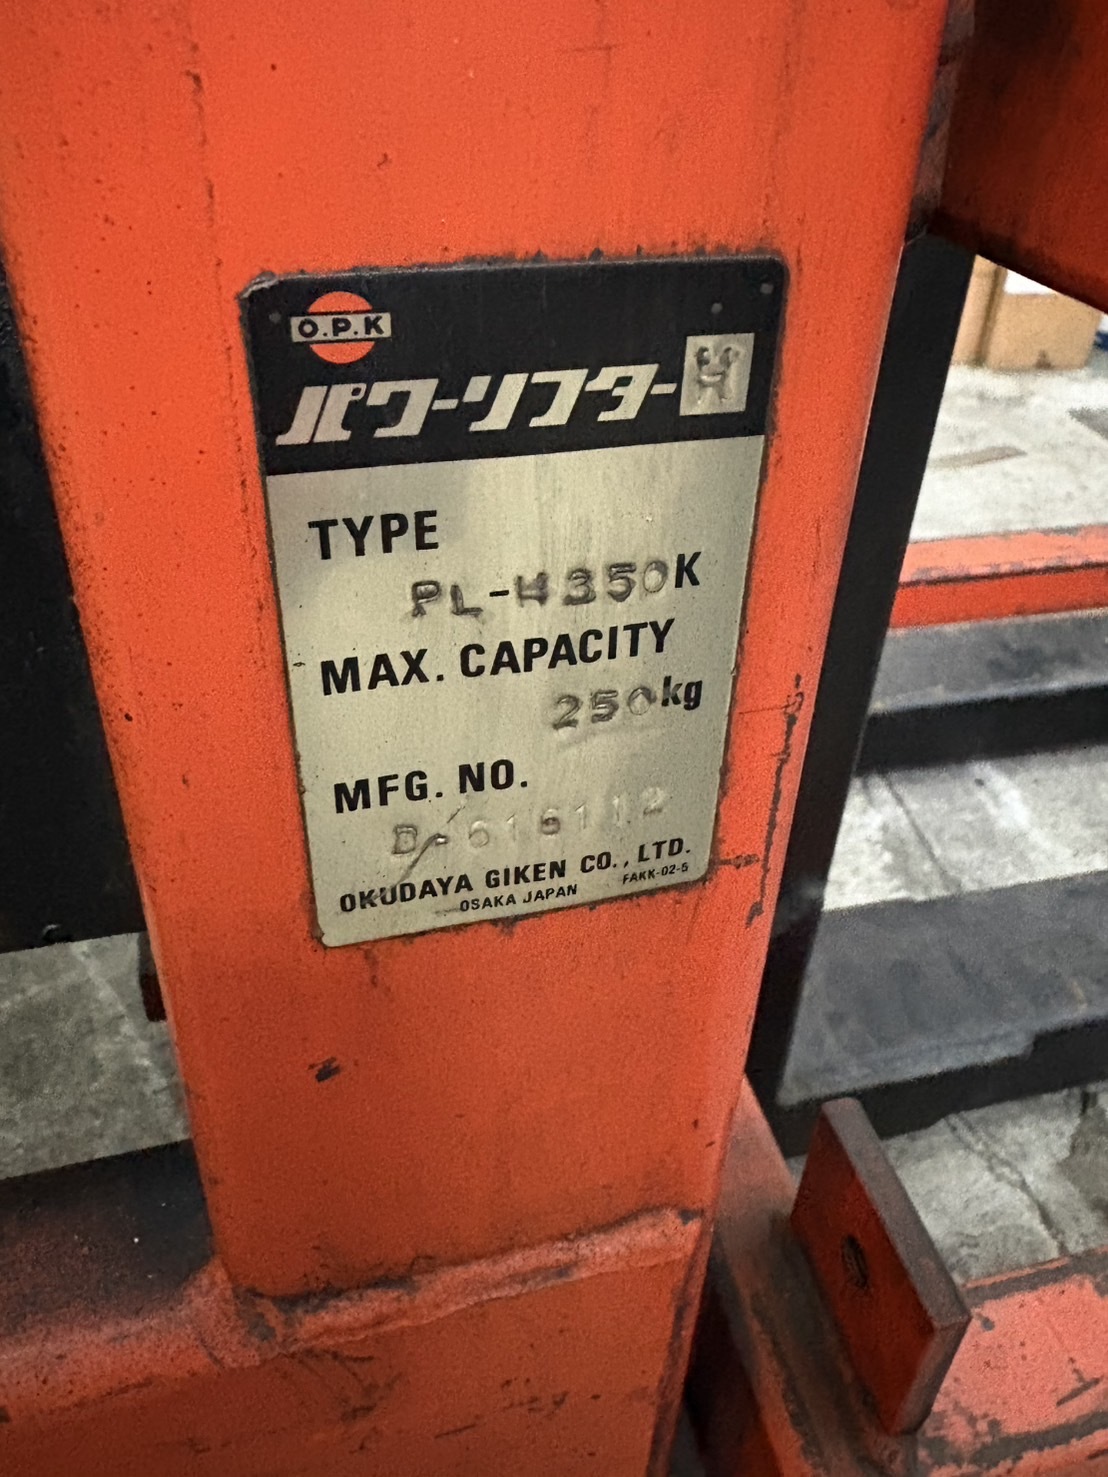 O.P.K
パワーリフター H
TYPE
PL-H350K
MAX. CAPACITY
250kg
MFG. NO.
OKUDAYA GIKEN CO., LTD.
OSAKA JAPAN FAKK-02-5